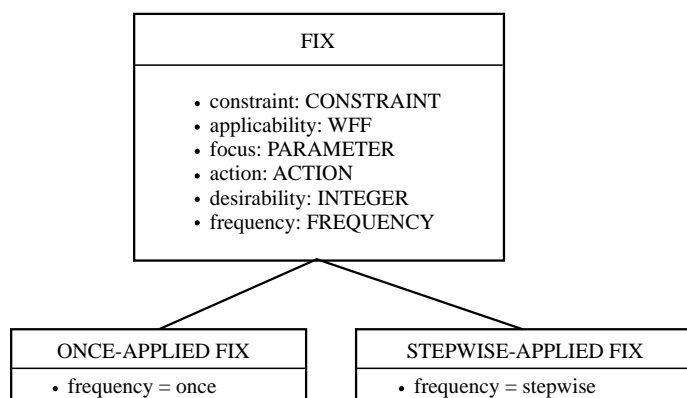 FIX
• constraint: CONSTRAINT
• applicability: WFF
• focus: PARAMETER
• action: ACTION
• desirability: INTEGER
• frequency: FREQUENCY
ONCE-APPLIED FIX
• frequency = once
STEPWISE-APPLIED FIX
• frequency = stepwise